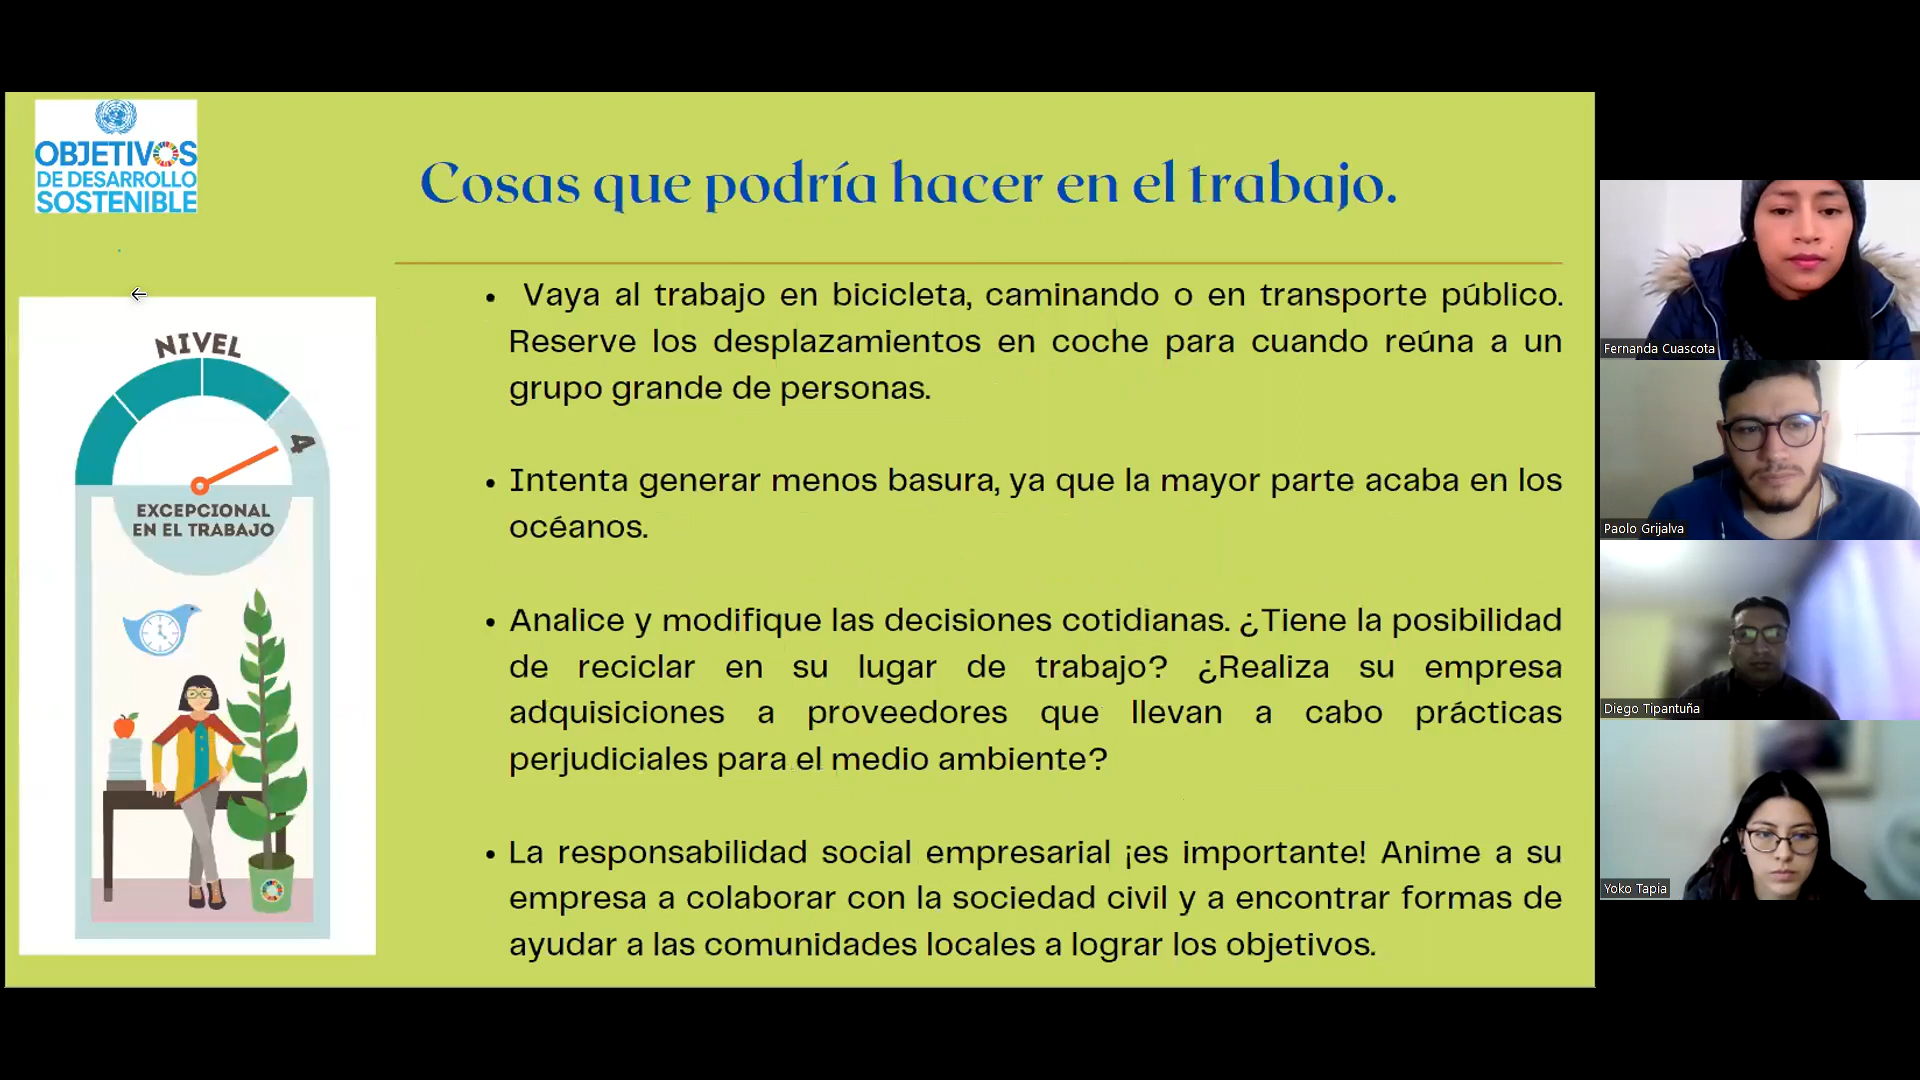 OBJETIVOS
DE DESARROLLO
SOSTENIBLE
Cosas que podría hacer en el trabajo.
• Vaya al trabajo en bicicleta, caminando o en transporte público.
Reserve los desplazamientos en coche para cuando reúna a un
grupo grande de personas.
• Intenta generar menos basura, ya que la mayor parte acaba en los
océanos.
• Analice y modifique las decisiones cotidianas. ¿Tiene la posibilidad
de reciclar en su lugar de trabajo? ¿Realiza su empresa
adquisiciones a proveedores que llevan a cabo prácticas
perjudiciales para el medio ambiente?
• La responsabilidad social empresarial ¡es importante! Anime a su
empresa a colaborar con la sociedad civil y a encontrar formas de
ayudar a las comunidades locales a lograr los objetivos.
NIVEL
4
EXCEPCIONAL
EN EL TRABAJO
Fernanda Cuascota
Paolo Grijalva
Diego Tipantuña
Yoko Tapia